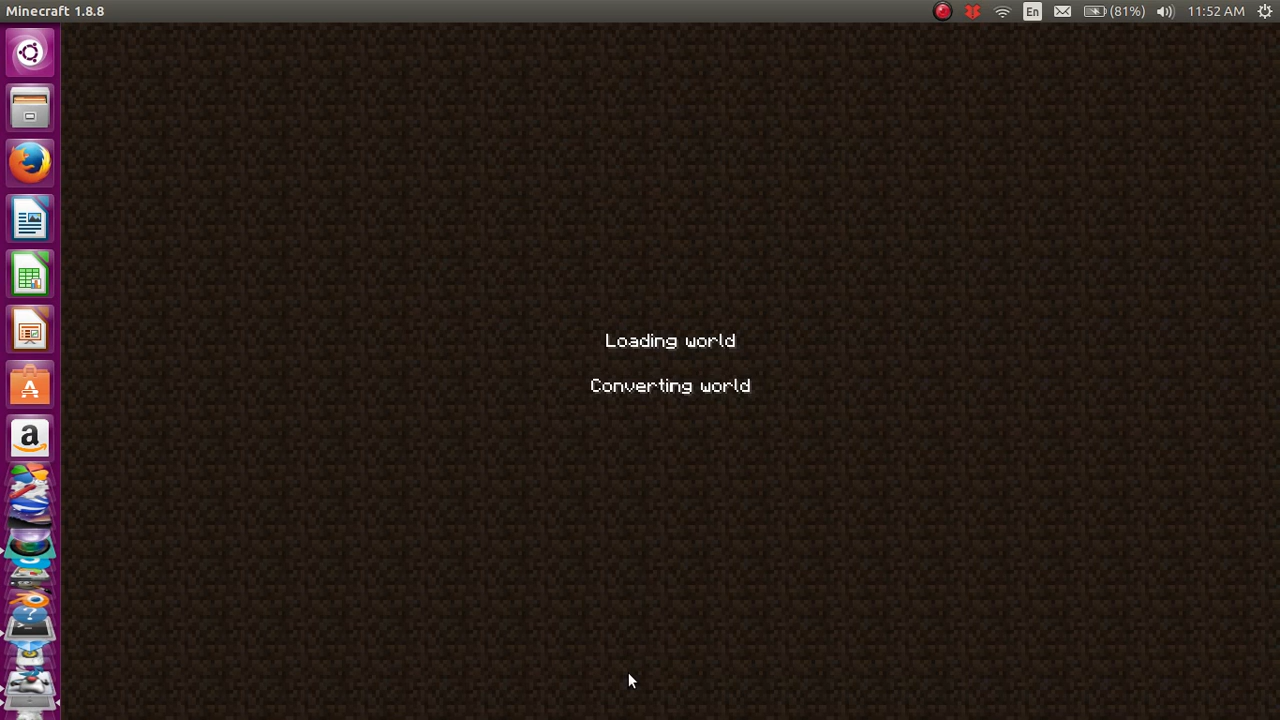 Minecraft 1.8.8
En
(81%)
11:52 AM
a
Loading world
Converting world